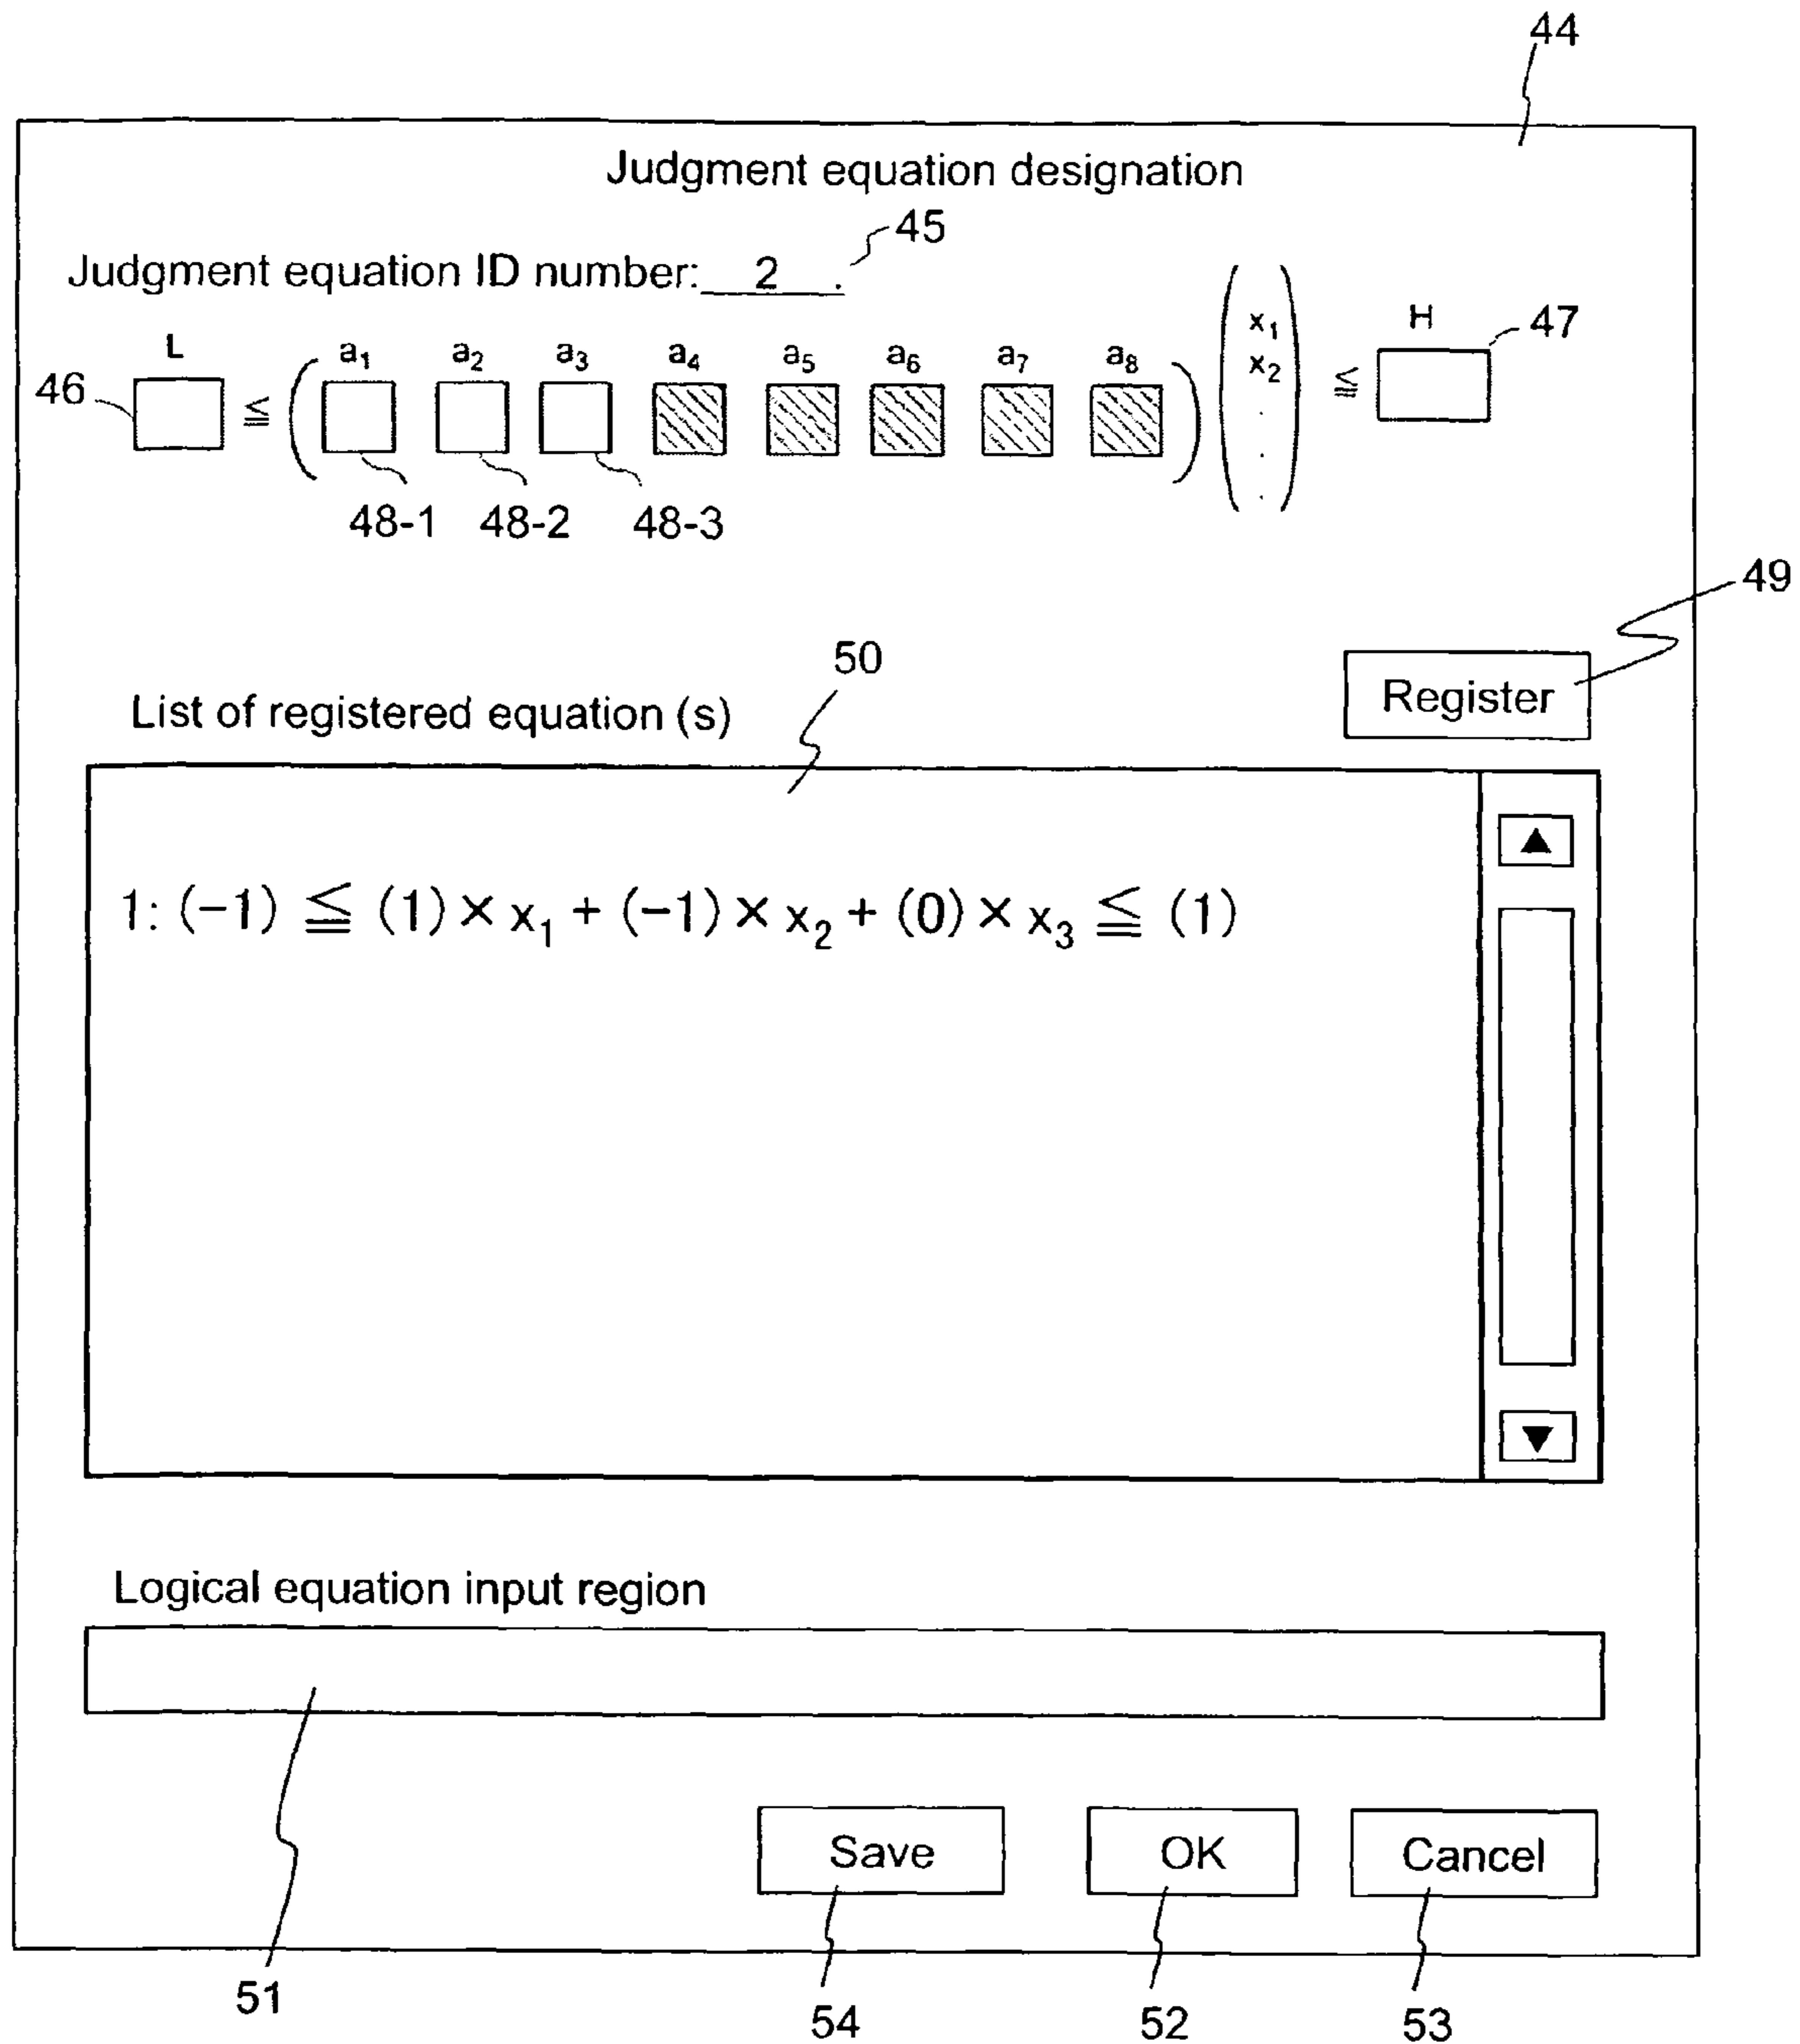 44
Judgment equation designation
45
Judgment equation ID number: 2 .
L a₁ a₂ a₃ a₄ a₅ a₆ a₇ a₈ x₁ H 47
46 ≦ ( ) ( x₂ ) ≦
.
.
.
48-1 48-2 48-3
49
50
Register
List of registered equation (s)
1: (-1) ≦ (1) × x₁ + (-1) × x₂ + (0) × x₃ ≦ (1)
▲
▼
Logical equation input region
Save OK Cancel
51 54 52 53